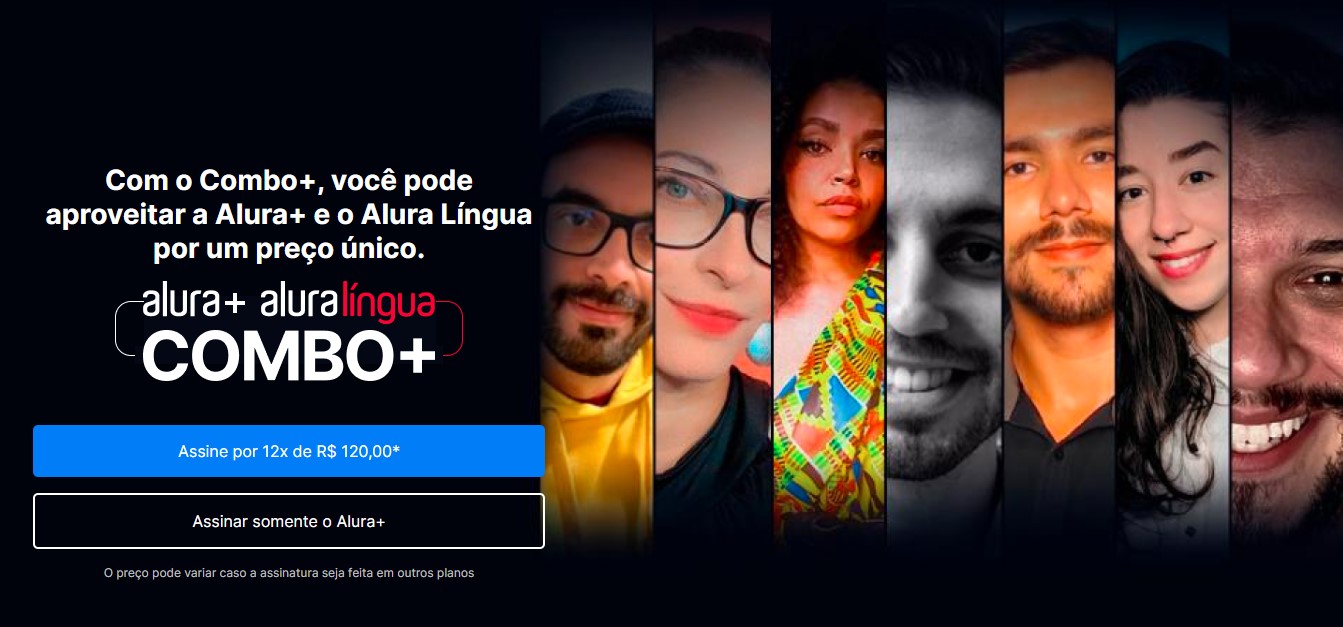 Com o Combo+, você pode
aproveitar a Alura+ e o Alura Língua
por um preço único.
alura+ aluralíngua
COMBO+
Assine por 12x de R$ 120,00*
Assinar somente o Alura+
O preço pode variar caso a assinatura seja feita em outros planos